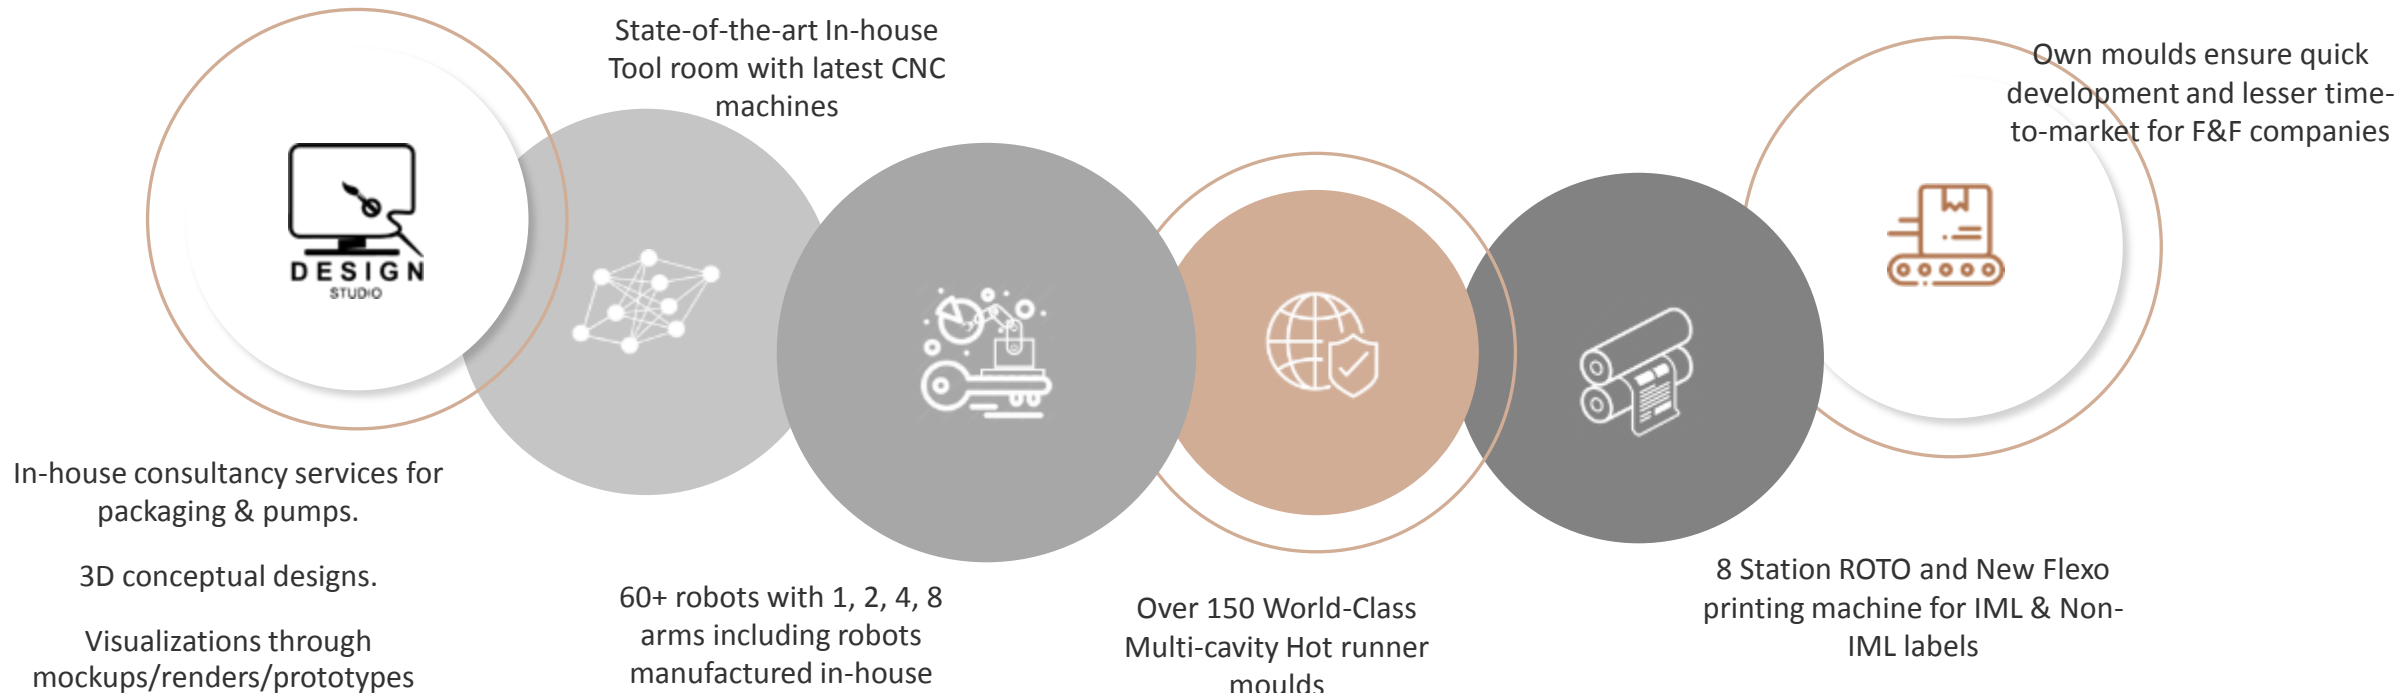 DESIGN
STUDIO
In-house consultancy services for
packaging & pumps.
3D conceptual designs.
Visualizations through
mockups/renders/prototypes
State-of-the-art In-house
Tool room with latest CNC
machines
60+ robots with 1, 2, 4, 8
arms including robots
manufactured in-house
Over 150 World-Class
Multi-cavity Hot runner
moulds
8 Station ROTO and New Flexo
printing machine for IML & Non-
IML labels
Own moulds ensure quick
development and lesser time-
to-market for F&F companies